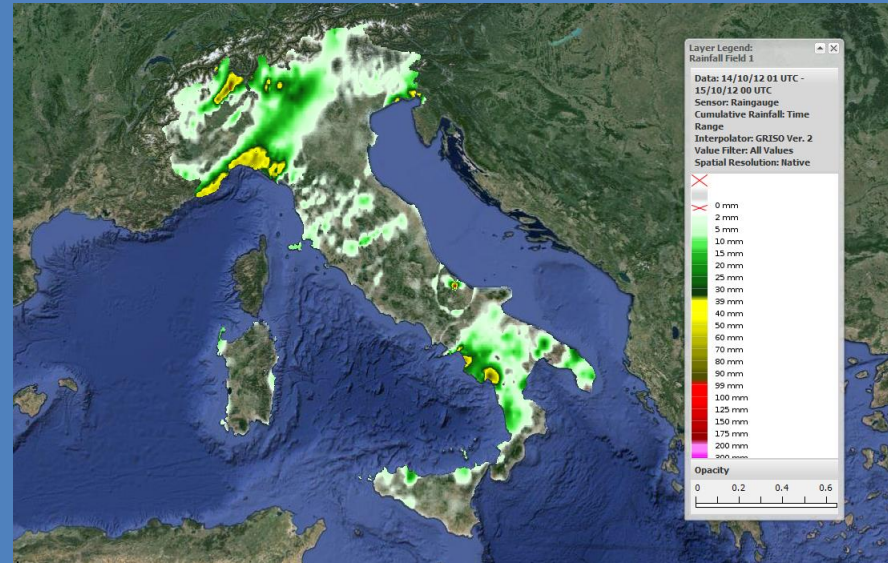 Layer Legend:
Rainfall Field 1
Data: 14/10/12 01 UTC -
15/10/12 00 UTC
Sensor: Raingauge
Cumulative Rainfall: Time
Range
Interpolator: GRISO Ver. 2
Value Filter: All Values
Spatial Resolution: Native
0 mm
2 mm
5 mm
10 mm
15 mm
20 mm
25 mm
30 mm
39 mm
40 mm
50 mm
60 mm
70 mm
80 mm
90 mm
99 mm
100 mm
125 mm
150 mm
175 mm
200 mm
300 mm
Opacity
0 0.2 0.4 0.6